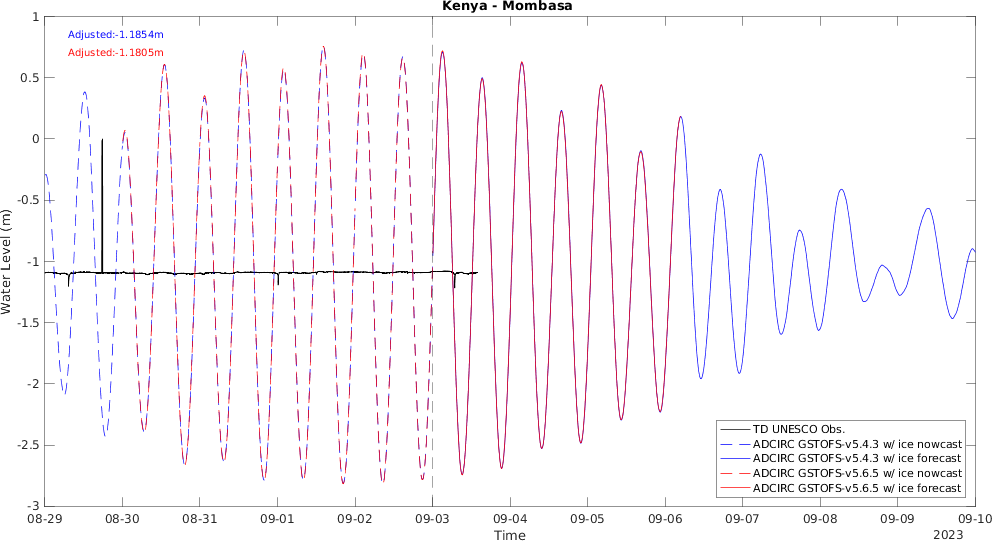 Kenya - Mombasa
Adjusted:-1.1854m
Adjusted:-1.1805m
1
0.5
0
-0.5
-1
-1.5
-2
-2.5
-3
Water Level (m)
TD UNESCO Obs.
ADCIRC GSTOFS-v5.4.3 w/ ice nowcast
ADCIRC GSTOFS-v5.4.3 w/ ice forecast
ADCIRC GSTOFS-v5.6.5 w/ ice nowcast
ADCIRC GSTOFS-v5.6.5 w/ ice forecast
08-29 08-30 08-31 09-01 09-02 09-03 09-04 09-05 09-06 09-07 09-08 09-09 09-10
Time
2023